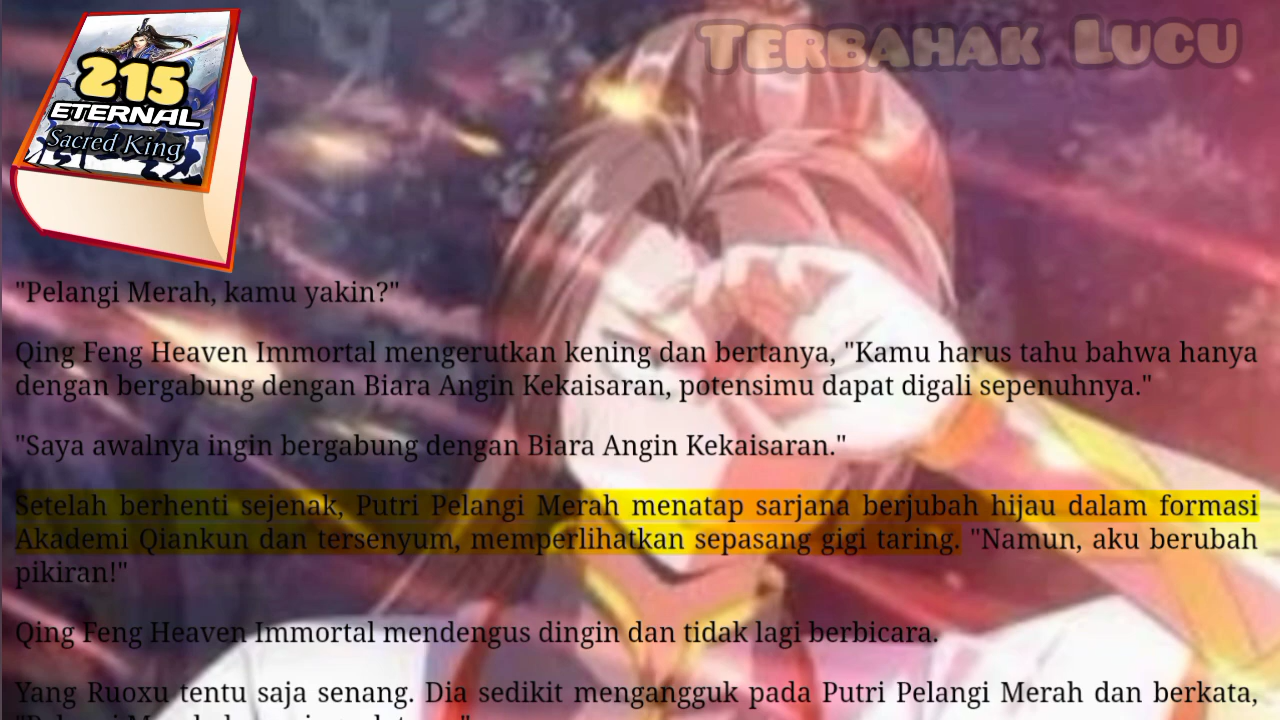 Terbahak Lucu
215
ETERNAL
Sacred King
"Pelangi Merah, kamu yakin?"
Qing Feng Heaven Immortal mengerutkan kening dan bertanya, "Kamu harus tahu bahwa hanya
dengan bergabung dengan Biara Angin Kekaisaran, potensimu dapat digali sepenuhnya."
"Saya awalnya ingin bergabung dengan Biara Angin Kekaisaran."
Setelah berhenti sejenak, Putri Pelangi Merah menatap sarjana berjubah hijau dalam formasi
Akademi Qiankun dan tersenyum, memperlihatkan sepasang gigi taring. "Namun, aku berubah
pikiran!"
Qing Feng Heaven Immortal mendengus dingin dan tidak lagi berbicara.
Yang Ruoxu tentu saja senang. Dia sedikit mengangguk pada Putri Pelangi Merah dan berkata,